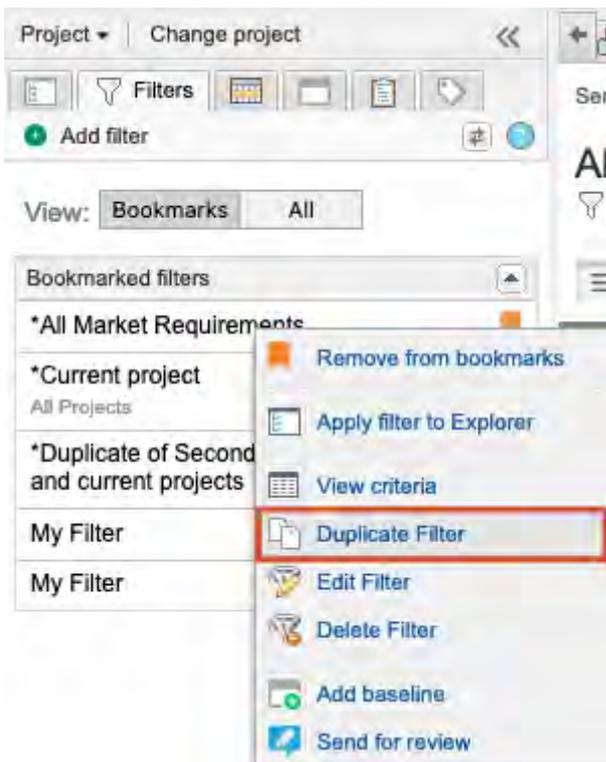 Project
Change project
Filters
Add filter
Ser
View: Bookmarks All
Bookmarked filters
*All Market Requirements
*Current project
All Projects
*Duplicate of Second
and current projects
My Filter
My Filter
Remove from bookmarks
Apply filter to Explorer
View criteria
Duplicate Filter
Edit Filter
Delete Filter
Add baseline
Send for review